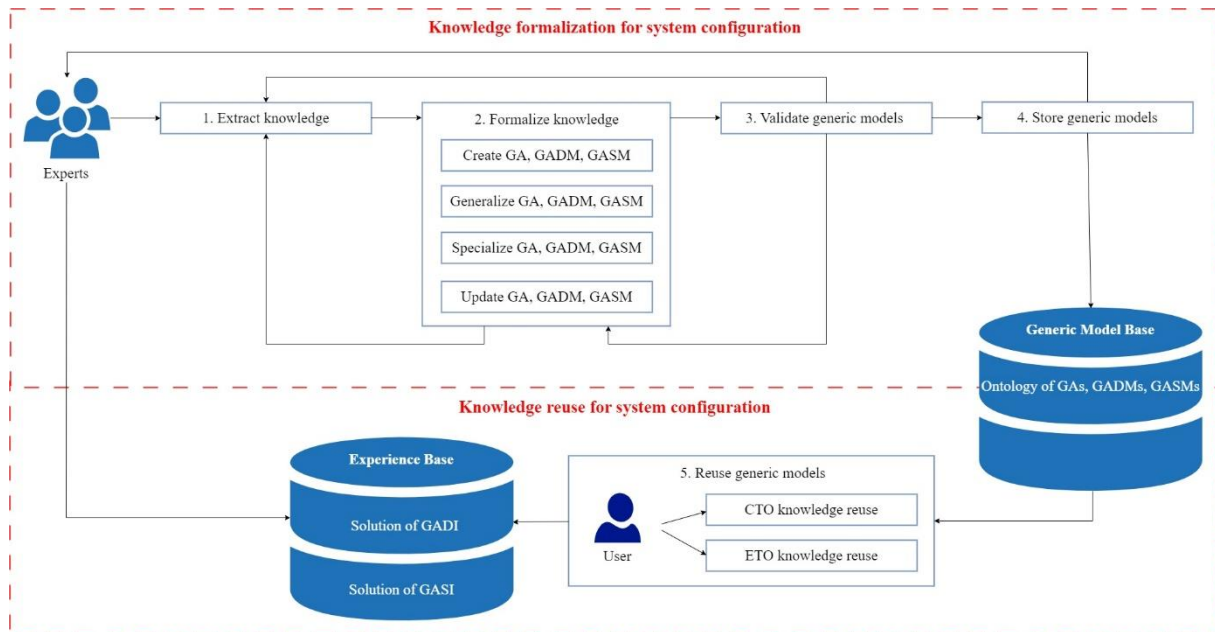 Knowledge formalization for system configuration
Experts
1. Extract knowledge
2. Formalize knowledge
Create GA, GADM, GASM
Generalize GA, GADM, GASM
Specialize GA, GADM, GASM
Update GA, GADM, GASM
3. Validate generic models
4. Store generic models
Generic Model Base
Ontology of GAs, GADMs, GASMs
Knowledge reuse for system configuration
Experience Base
Solution of GADI
Solution of GASI
5. Reuse generic models
User
CTO knowledge reuse
ETO knowledge reuse